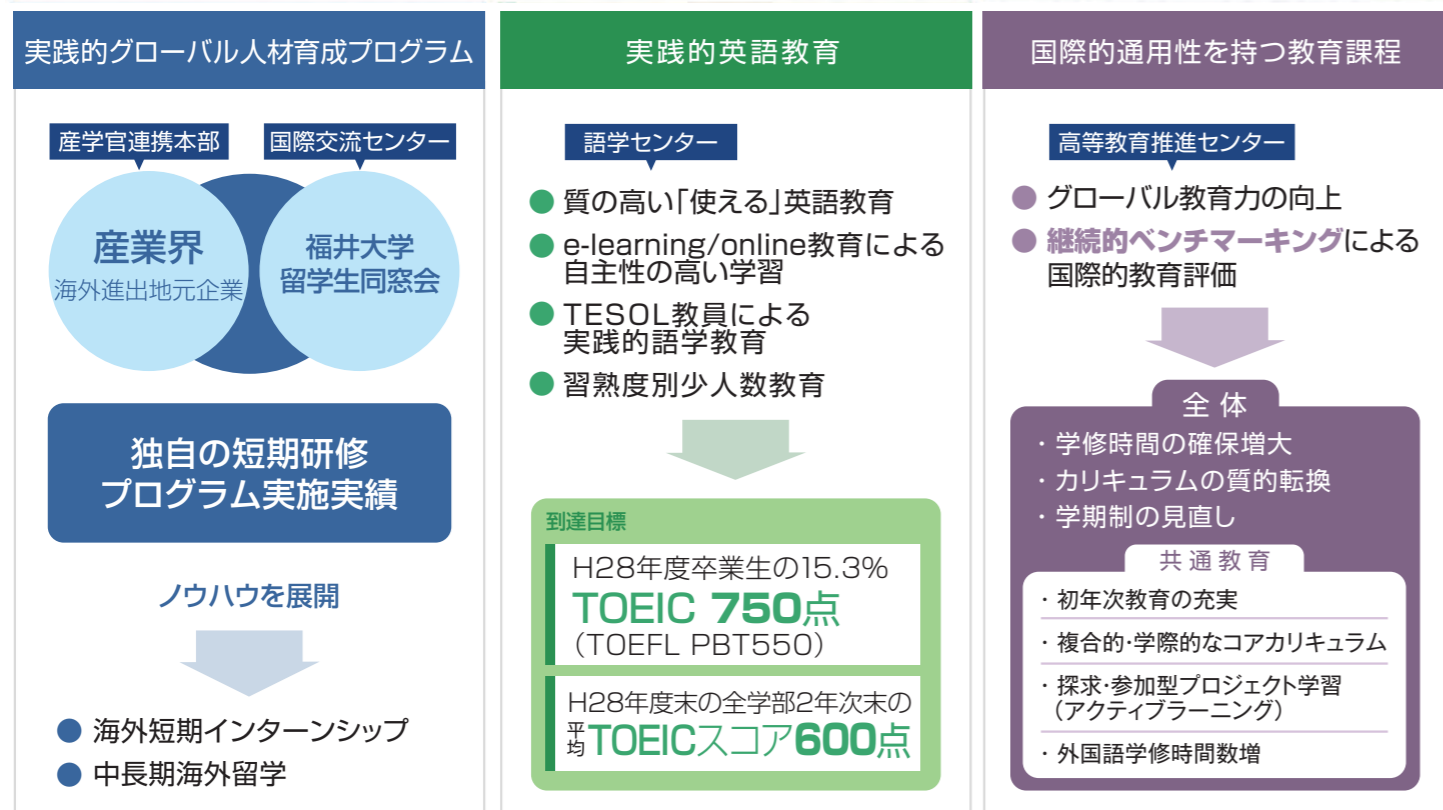 実践的グローバル人材育成プログラム
産学官連携本部
国際交流センター
産業界
海外進出地元企業
福井大学
留学生同窓会
独自の短期研修
プログラム実施実績
ノウハウを展開
● 海外短期インターンシップ
● 中長期海外留学
実践的英語教育
語学センター
● 質の高い「使える」英語教育
● e-learning/online教育による
自主性の高い学習
● TESOL教員による
実践的語学教育
● 習熟度別少人数教育
到達目標
H28年度卒業生の15.3%
TOEIC 750点
(TOEFL PBT550)
H28年度末の全学部2年次末の
平均TOEICスコア600点
国際的通用性を持つ教育課程
高等教育推進センター
● グローバル教育力の向上
● 継続的ベンチマーキングによる
国際的教育評価
全体
・学修時間の確保増大
・カリキュラムの質的転換
・学期制の見直し
共通教育
・初年次教育の充実
・複合的・学際的なコアカリキュラム
・探求・参加型プロジェクト学習
(アクティブラーニング)
・外国語学修時間数増